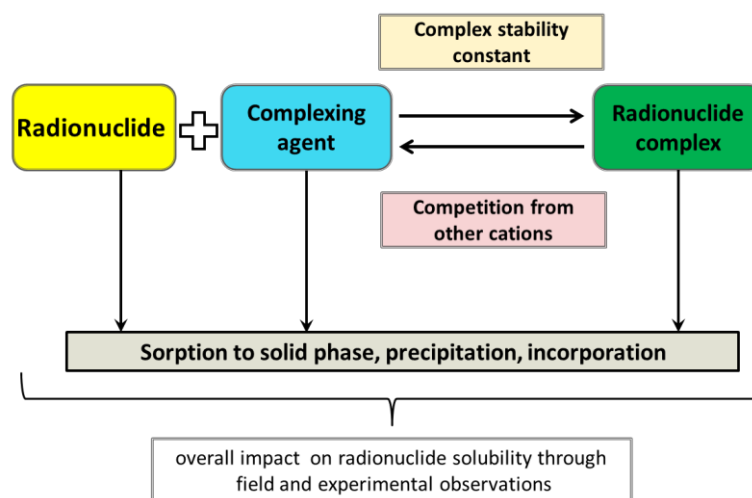 Complex stability
constant
Radionuclide
Complexing
agent
Radionuclide
complex
Competition from
other cations
Sorption to solid phase, precipitation, incorporation
overall impact on radionuclide solubility through
field and experimental observations